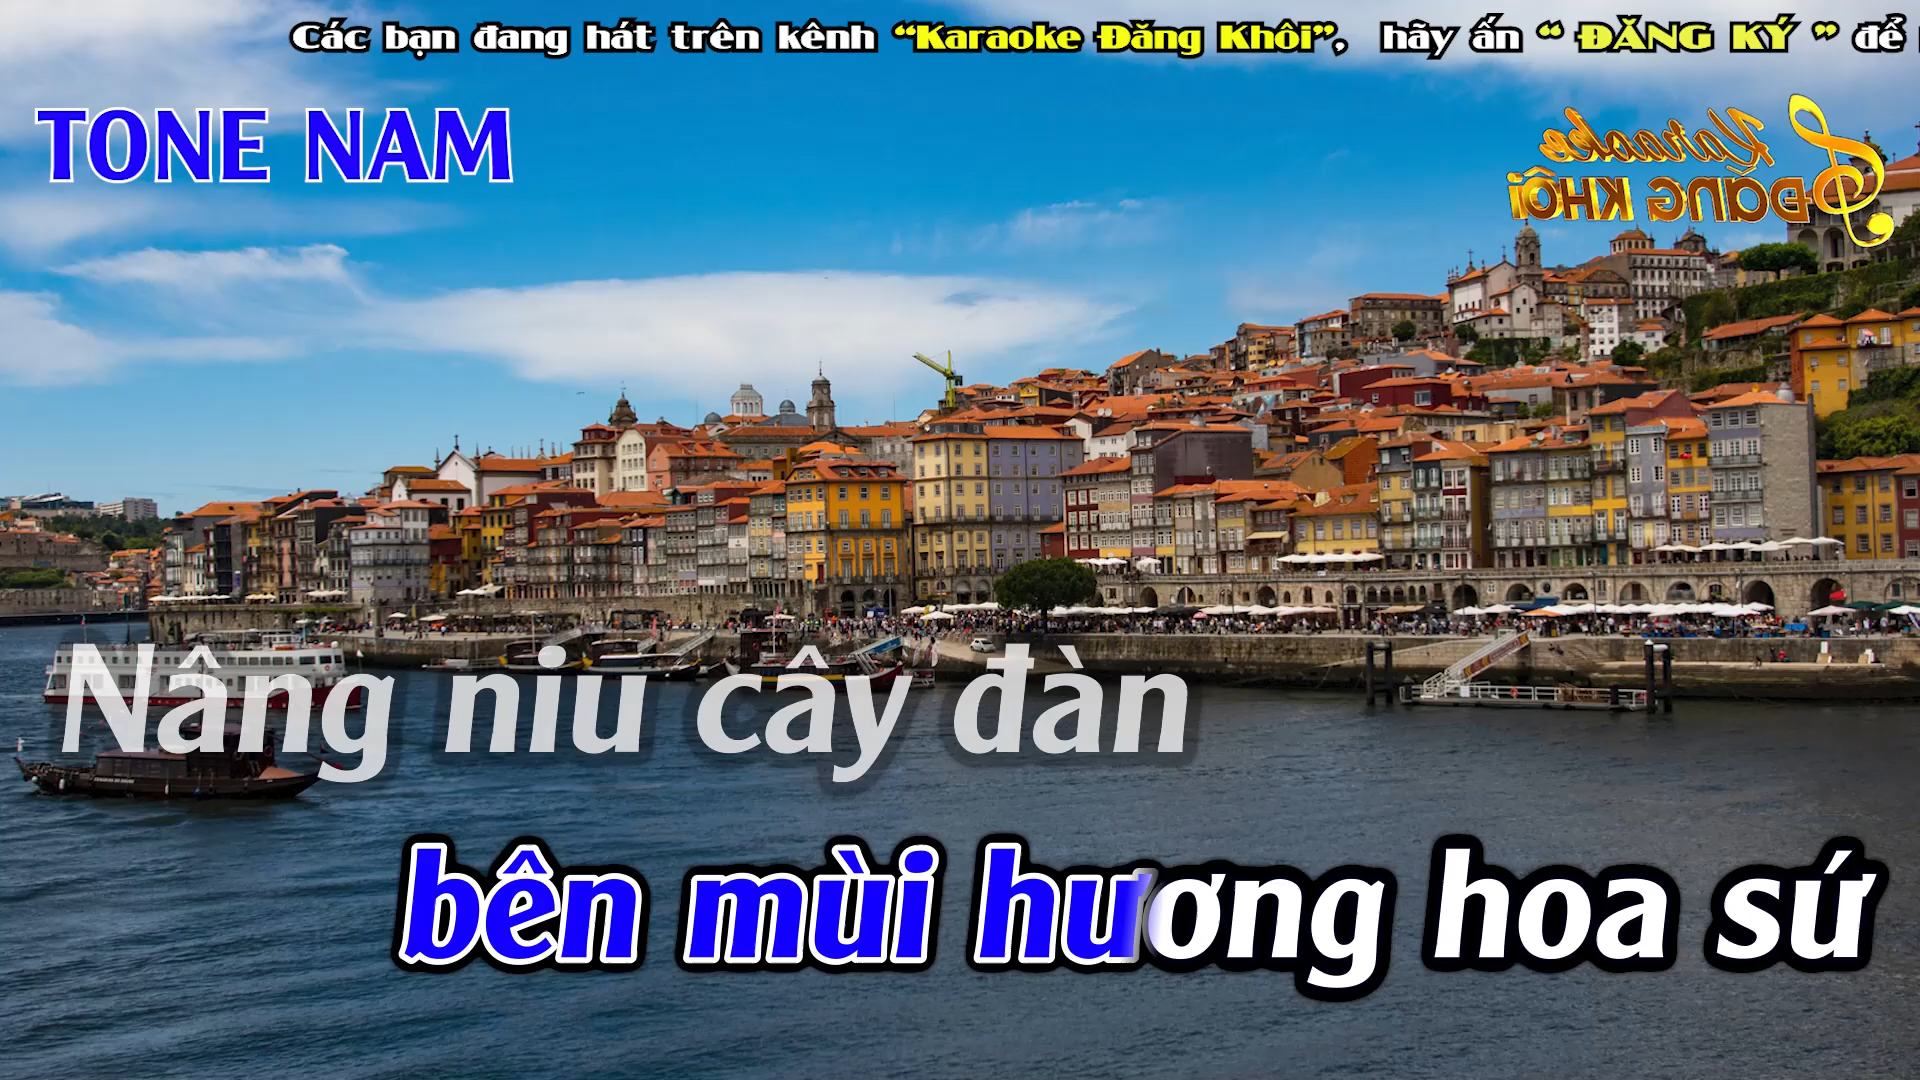 Các bạn đang hát trên kênh “Karaoke Đăng Khôi”, hãy ấn “ ĐĂNG KÝ ” để
TONE NAM
Karaoke
ĐĂNG KHÔI
Nâng niu cây đàn
bên mùi hương hoa sứ